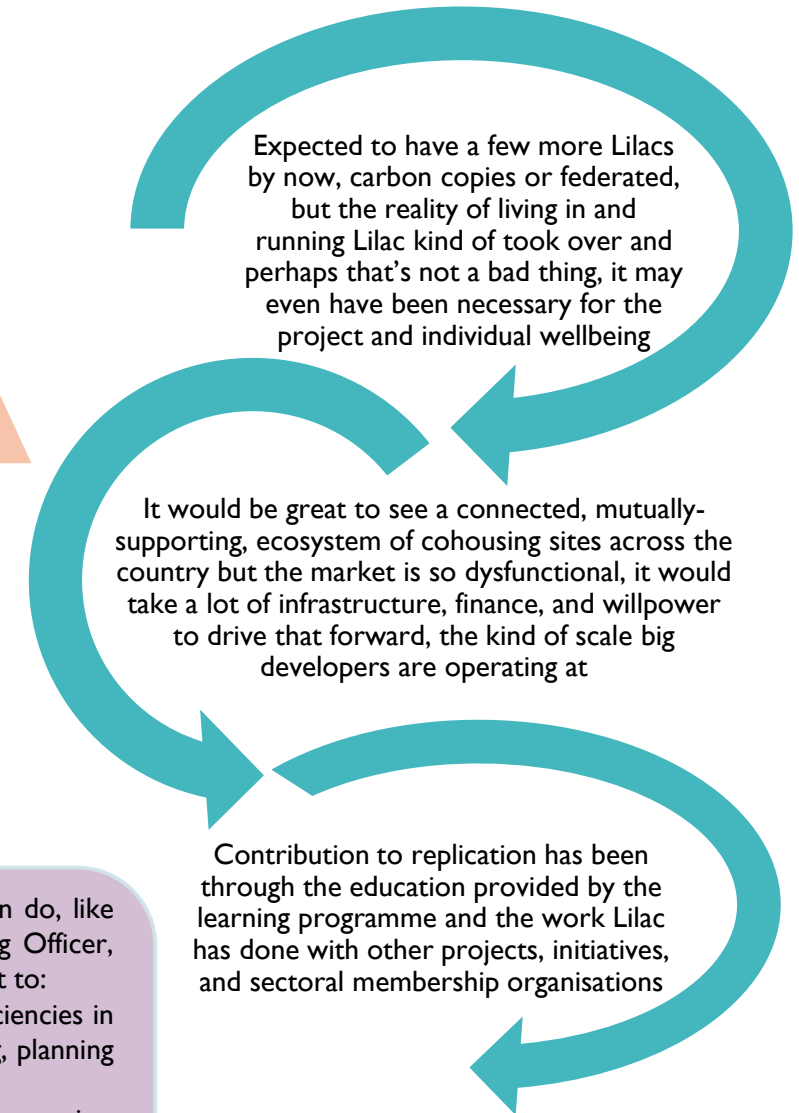 Expected to have a few more Lilacs
by now, carbon copies or federated,
but the reality of living in and
running Lilac kind of took over and
perhaps that's not a bad thing, it may
even have been necessary for the
project and individual wellbeing
It would be great to see a connected, mutually-
supporting, ecosystem of cohousing sites across the
country but the market is so dysfunctional, it would
take a lot of infrastructure, finance, and willpower
to drive that forward, the kind of scale big
developers are operating at
Contribution to replication has been
through the education provided by the
learning programme and the work Lilac
has done with other projects, initiatives,
and sectoral membership organisations
n do, like
g Officer,
t to:
ciencies in
, planning